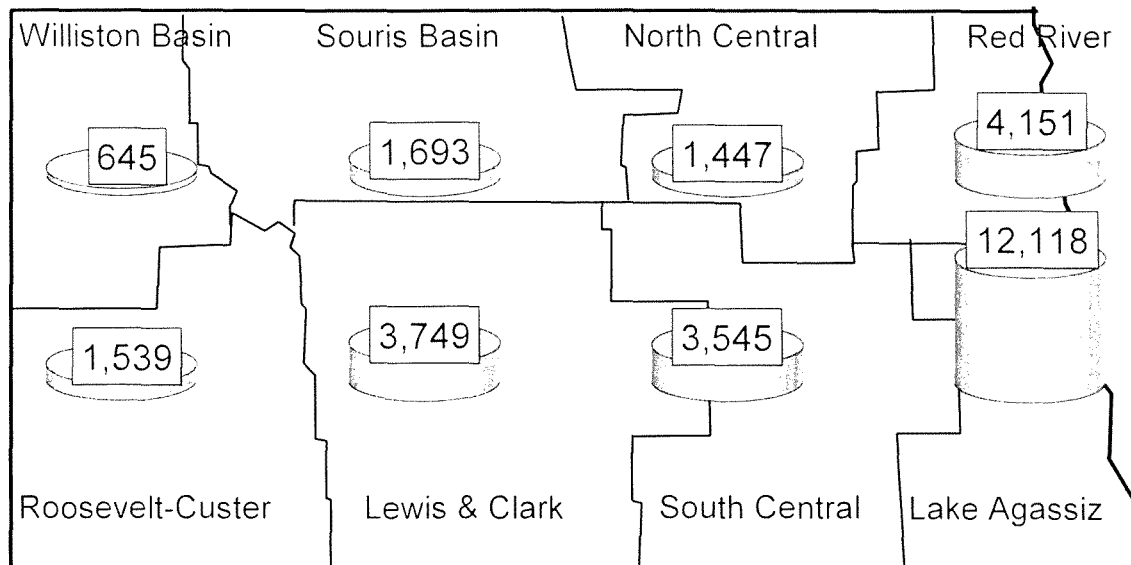 Williston Basin Souris Basin North Central Red River
645 1,693 1,447 4,151
12,118
1,539 3,749 3,545
Roosevelt-Custer Lewis & Clark South Central Lake Agassiz